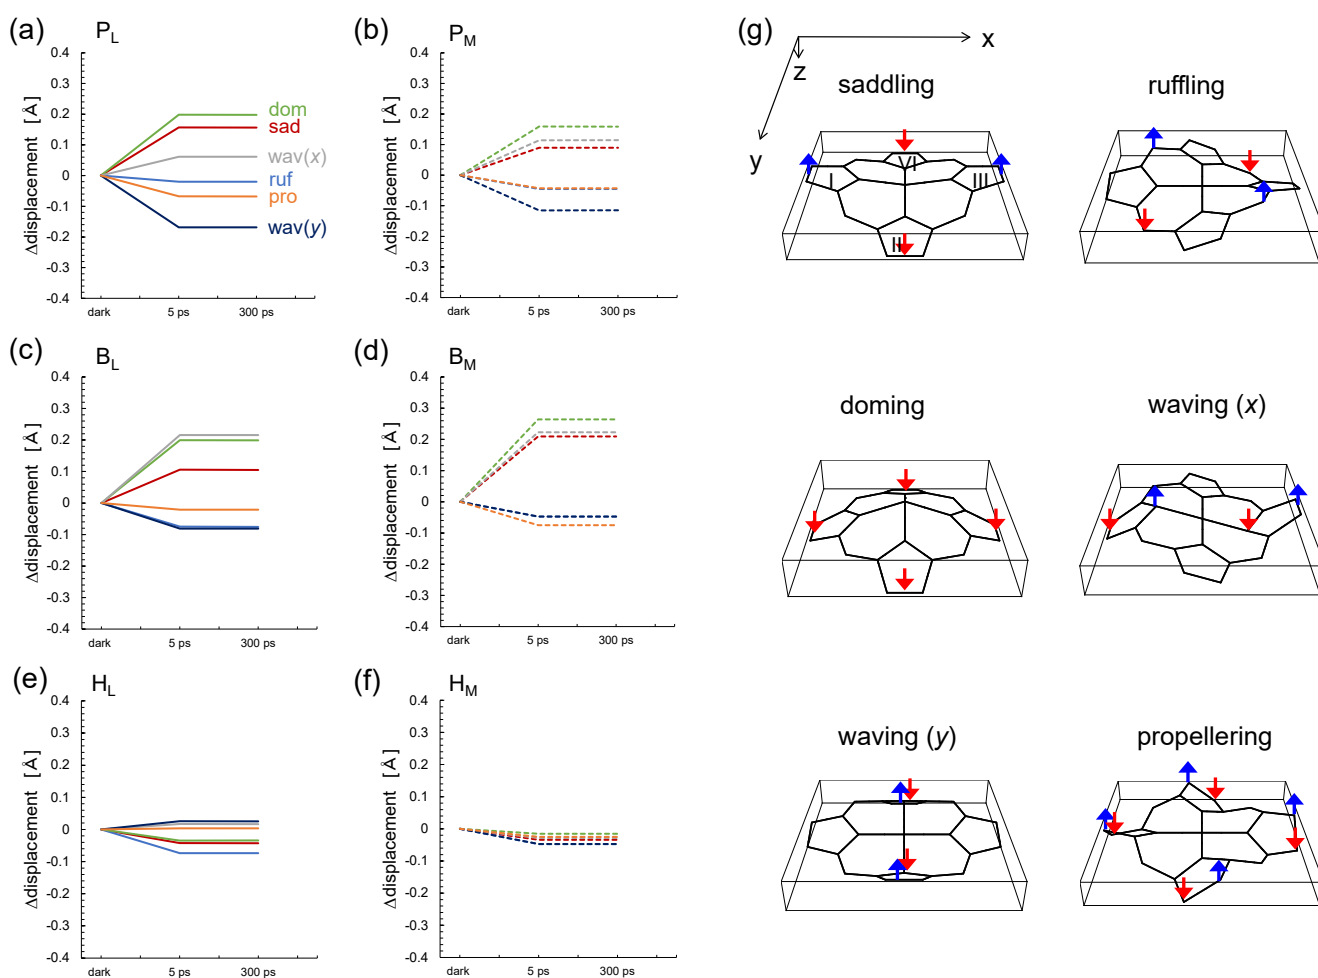 (a)
P_L
Δdisplacement [Å]
0.4
0.3
0.2
0.1
0
-0.1
-0.2
-0.3
-0.4
dom
sad
wav(x)
ruf
pro
wav(y)
dark
5 ps
300 ps
(b)
P_M
Δdisplacement [Å]
0.4
0.3
0.2
0.1
0
-0.1
-0.2
-0.3
-0.4
dark
5 ps
300 ps
(c)
B_L
Δdisplacement [Å]
0.4
0.3
0.2
0.1
0
-0.1
-0.2
-0.3
-0.4
dark
5 ps
300 ps
(d)
B_M
Δdisplacement [Å]
0.4
0.3
0.2
0.1
0
-0.1
-0.2
-0.3
-0.4
dark
5 ps
300 ps
(e)
H_L
Δdisplacement [Å]
0.4
0.3
0.2
0.1
0
-0.1
-0.2
-0.3
-0.4
dark
5 ps
300 ps
(f)
H_M
Δdisplacement [Å]
0.4
0.3
0.2
0.1
0
-0.1
-0.2
-0.3
-0.4
dark
5 ps
300 ps
(g)
x
z
y
saddling
VI
I
III
II
ruffling
doming
waving (x)
waving (y)
propellering